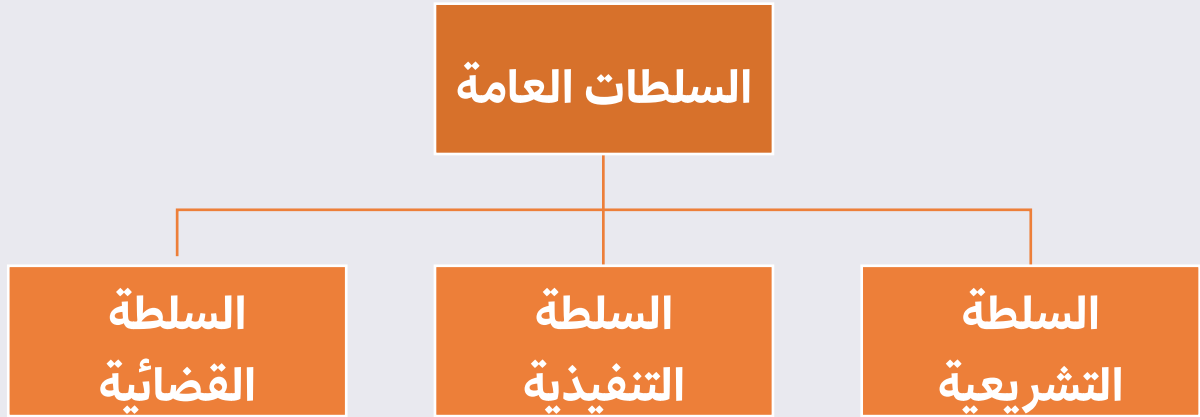 السلطات العامة
السلطة
التشريعية
السلطة
التنفيذية
السلطة
القضائية